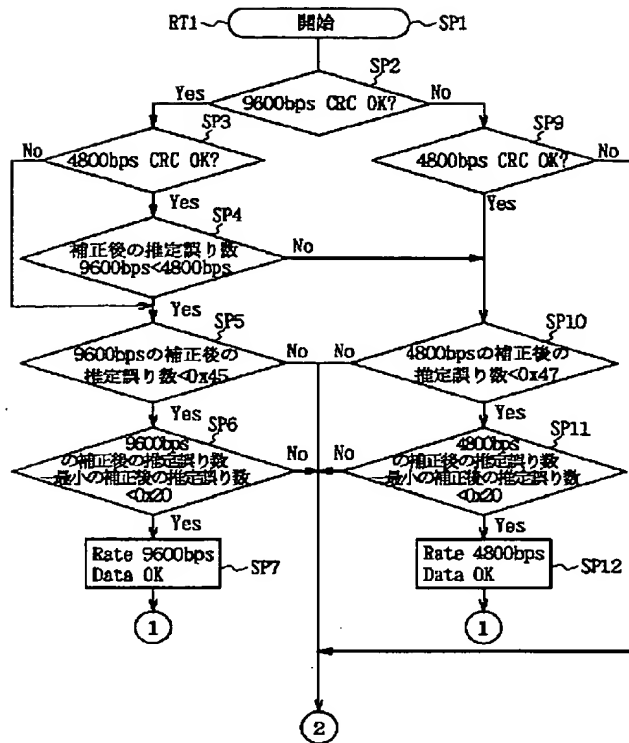 RT1
開始
SP1
SP2
9600bps CRC OK?
Yes
No
SP3
4800bps CRC OK?
No
Yes
SP9
4800bps CRC OK?
No
Yes
SP4
補正後の推定誤り数
9600bps<4800bps
No
Yes
SP5
9600bpsの補正後の
推定誤り数<0x45
No
Yes
SP10
4800bpsの補正後の
推定誤り数<0x47
No
Yes
SP6
9600bps
の補正後の推定誤り数
－最小の補正後の推定誤り数
<0x20
No
Yes
SP11
4800bps
の補正後の推定誤り数
－最小の補正後の推定誤り数
<0x20
No
Yes
Rate 9600bps
Data OK
SP7
Rate 4800bps
Data OK
SP12
1
1
2